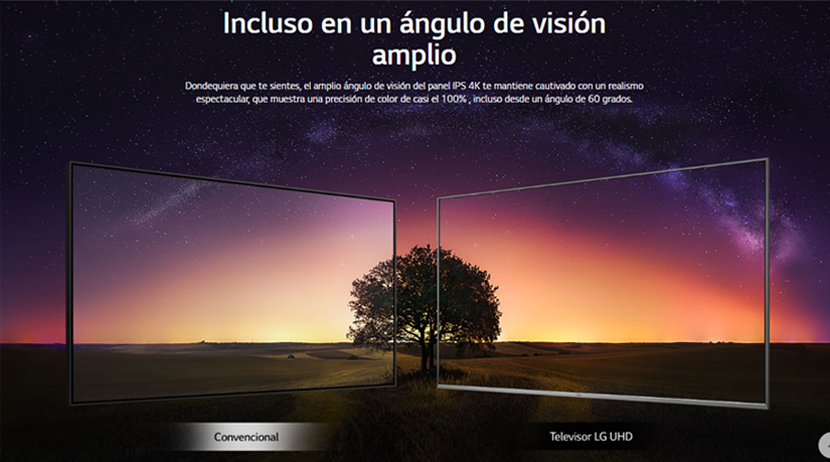 Incluso en un ángulo de visión
amplio
Dondequiera que te sientes, el amplio ángulo de visión del panel IPS 4K te mantiene cautivado con un realismo
espectacular, que muestra una precisión de color de casi el 100% , incluso desde un ángulo de 60 grados.
Convencional
Televisor LG UHD